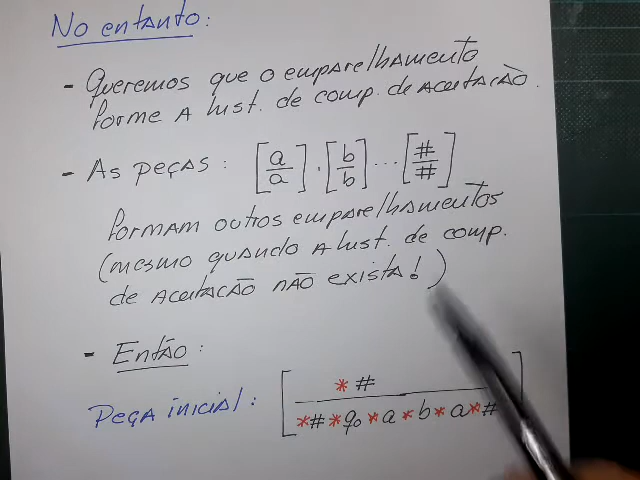 No entanto:
- Queremos que o emparelhamento
forme a hist. de comp. de aceitação.
- As peças: [a/a] . [b/b] ... [#/#]
formam outros emparelhamentos
(mesmo quando a hist. de comp.
de aceitação não exista!)
- Então:
Peça inicial: [*# / *#*q₀*a*b*a*#]